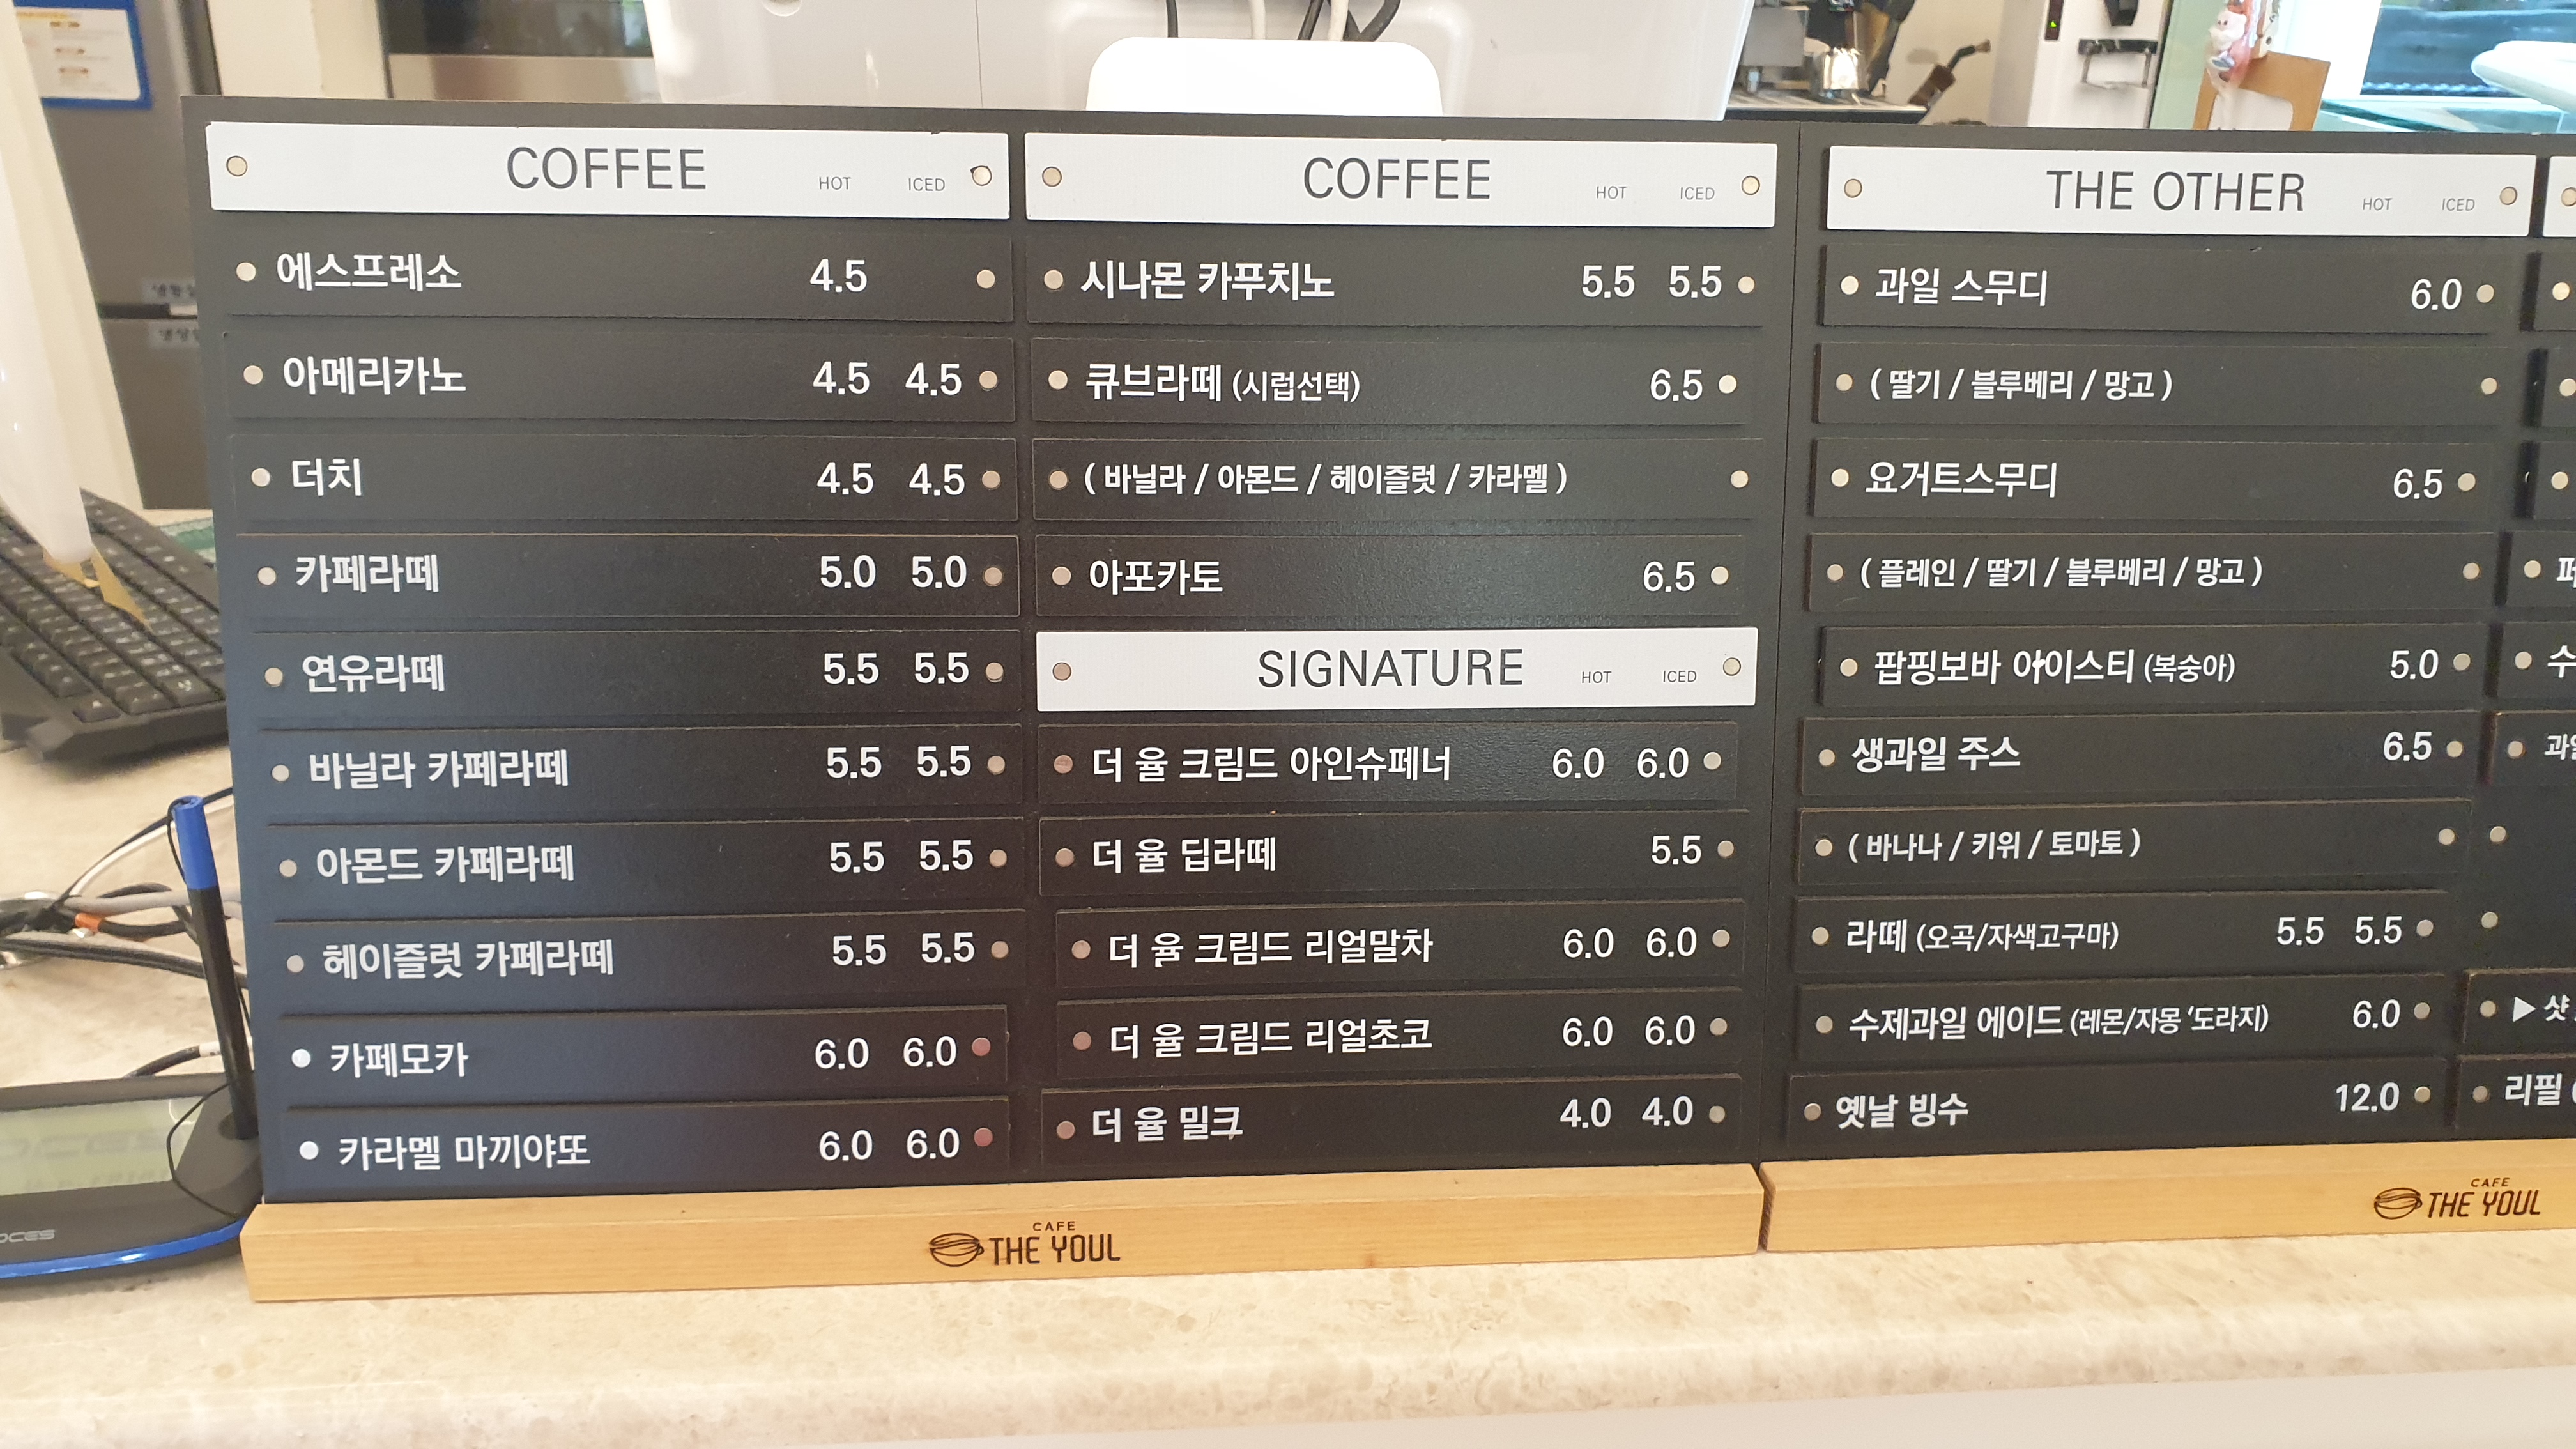 COFFEE HOT ICED
에스프레소 4.5
아메리카노 4.5 4.5
더치 4.5 4.5
카페라떼 5.0 5.0
연유라떼 5.5 5.5
바닐라 카페라떼 5.5 5.5
아몬드 카페라떼 5.5 5.5
헤이즐럿 카페라떼 5.5 5.5
카페모카 6.0 6.0
카라멜 마끼야또 6.0 6.0
COFFEE HOT ICED
시나몬 카푸치노 5.5 5.5
큐브라떼 (시럽선택) 6.5
( 바닐라 / 아몬드 / 헤이즐럿 / 카라멜 )
아포카토 6.5
SIGNATURE HOT ICED
더 율 크림드 아인슈페너 6.0 6.0
더 율 딥라떼 5.5
더 율 크림드 리얼말차 6.0 6.0
더 율 크림드 리얼초코 6.0 6.0
더 율 밀크 4.0 4.0
CAFE
THE YOUL
THE OTHER HOT ICED
과일 스무디 6.0
( 딸기 / 블루베리 / 망고 )
요거트스무디 6.5
( 플레인 / 딸기 / 블루베리 / 망고 )
팝핑보바 아이스티 (복숭아) 5.0
생과일 주스 6.5
( 바나나 / 키위 / 토마토 )
라떼 (오곡/자색고구마) 5.5 5.5
수제과일 에이드 (레몬/자몽 '도라지) 6.0
옛날 빙수 12.0
▶ 샷
리필
CAFE
THE YOUL